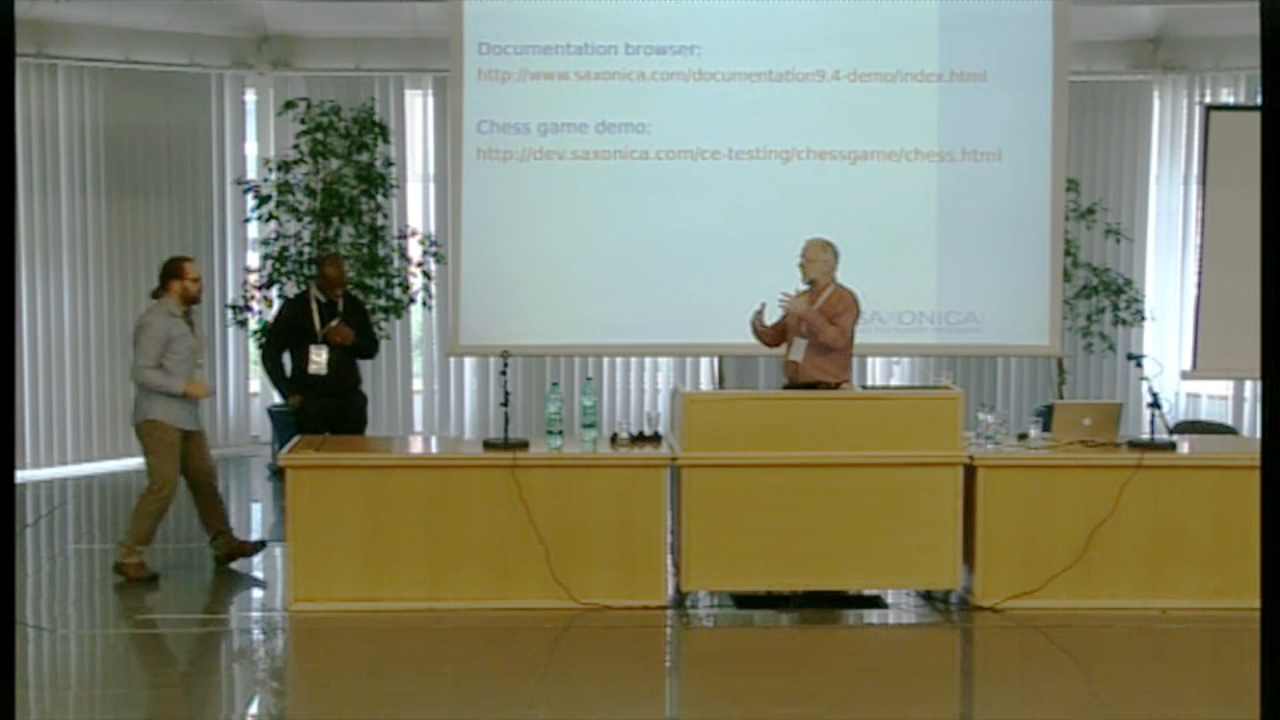 Documentation browser:
http://www.saxonica.com/documentation9.4-demo/index.html
Chess game demo:
http://dev.saxonica.com/ce-testing/chessgame/chess.html
SAXONICA